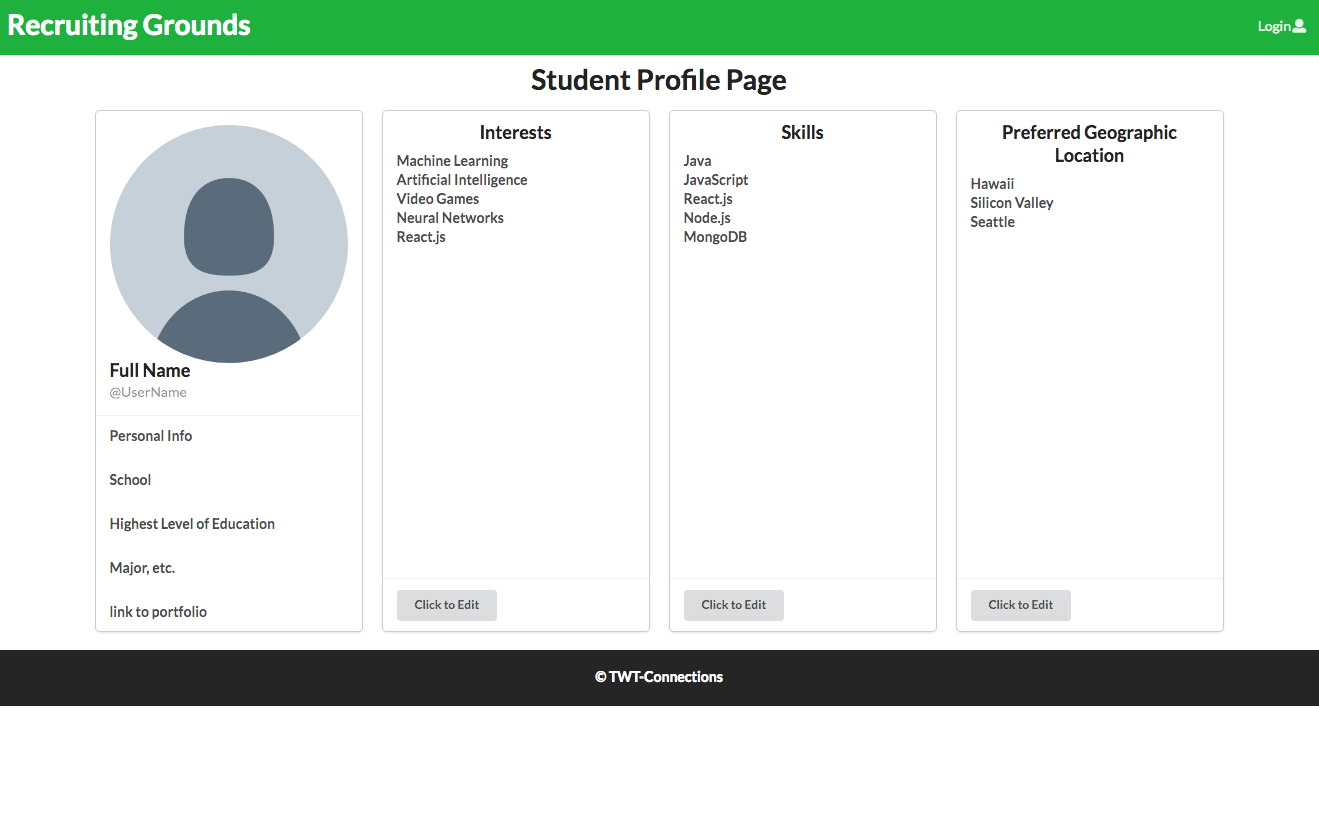 Recruiting Grounds
Login
Student Profile Page
Full Name
@UserName
Personal Info
School
Highest Level of Education
Major, etc.
link to portfolio
Interests
Machine Learning
Artificial Intelligence
Video Games
Neural Networks
React.js
Click to Edit
Skills
Java
JavaScript
React.js
Node.js
MongoDB
Click to Edit
Preferred Geographic
Location
Hawaii
Silicon Valley
Seattle
Click to Edit
© TWT-Connections